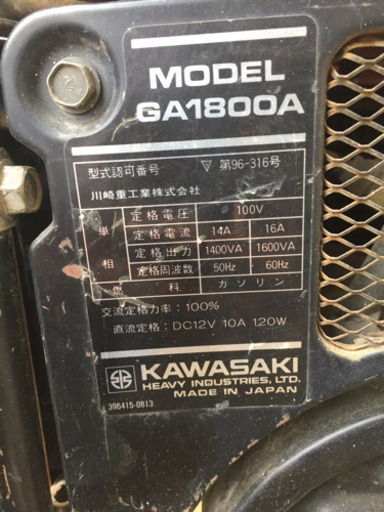 MODEL
GA1800A
型式認可番号 ▽ 第96-316号
川崎重工業株式会社
単相 定格電圧 100V
定格電流 14A 16A
定格出力 1400VA 1600VA
定格周波数 50Hz 60Hz
燃料 ガソリン
交流定格力率：100%
直流定格：DC12V 10A 120W
KAWASAKI
HEAVY INDUSTRIES, LTD.
MADE IN JAPAN
396415-0813